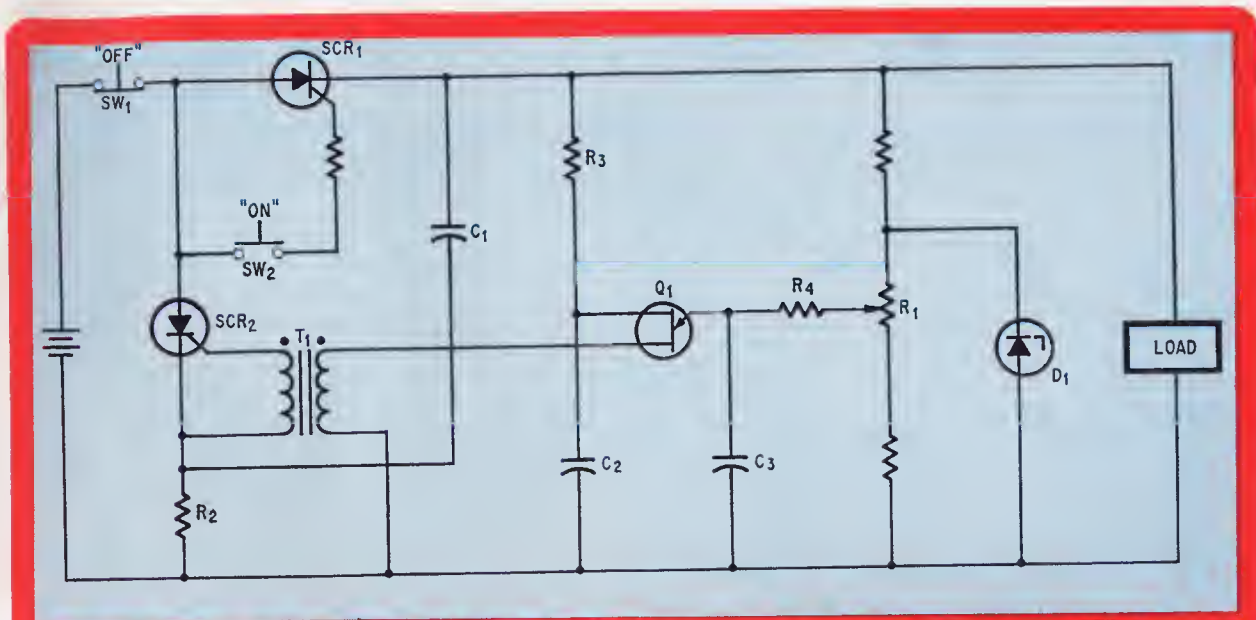 "OFF"
SW1
SCR1
R3
"ON"
SW2
C1
Q1
R4
R1
SCR2
T1
D1
LOAD
C2
C3
R2